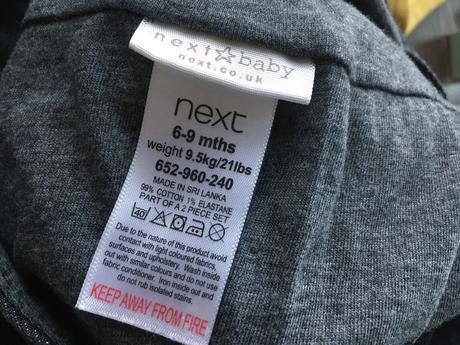 next☆baby
next.co.uk
next
6-9 mths
weight 9.5kg/21lbs
652-960-240
MADE IN SRI LANKA
99% COTTON 1% ELASTANE
PART OF A 2 PIECE SET
40
Due to the nature of this product avoid
contact with light coloured fabrics,
surfaces and upholstery. Wash inside
out with similar colours and do not use
fabric conditioner. Iron inside out and
do not rub isolated stains.
KEEP AWAY FROM FIRE